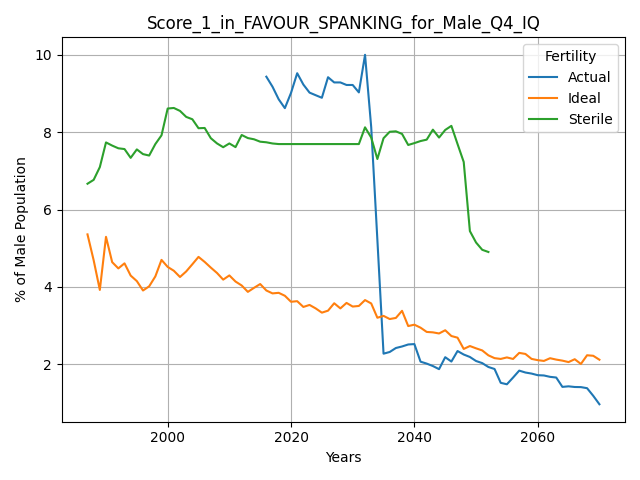 Score_1_in_FAVOUR_SPANKING_for_Male_Q4_IQ
Fertility
Actual
Ideal
Sterile
% of Male Population
10
8
6
4
2
2000
2020
2040
2060
Years